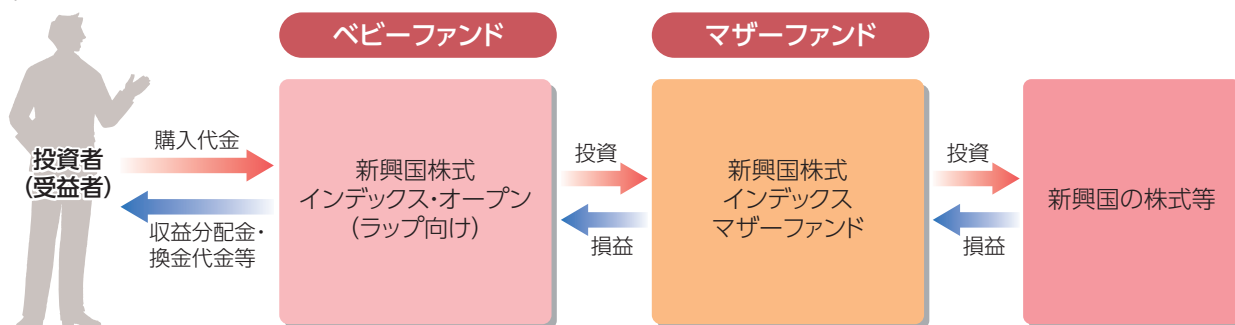 ベビーファンド
マザーファンド
投資者
(受益者)
購入代金
収益分配金・
換金代金等
新興国株式
インデックス・オープン
(ラップ向け)
投資
損益
新興国株式
インデックス
マザーファンド
投資
損益
新興国の株式等